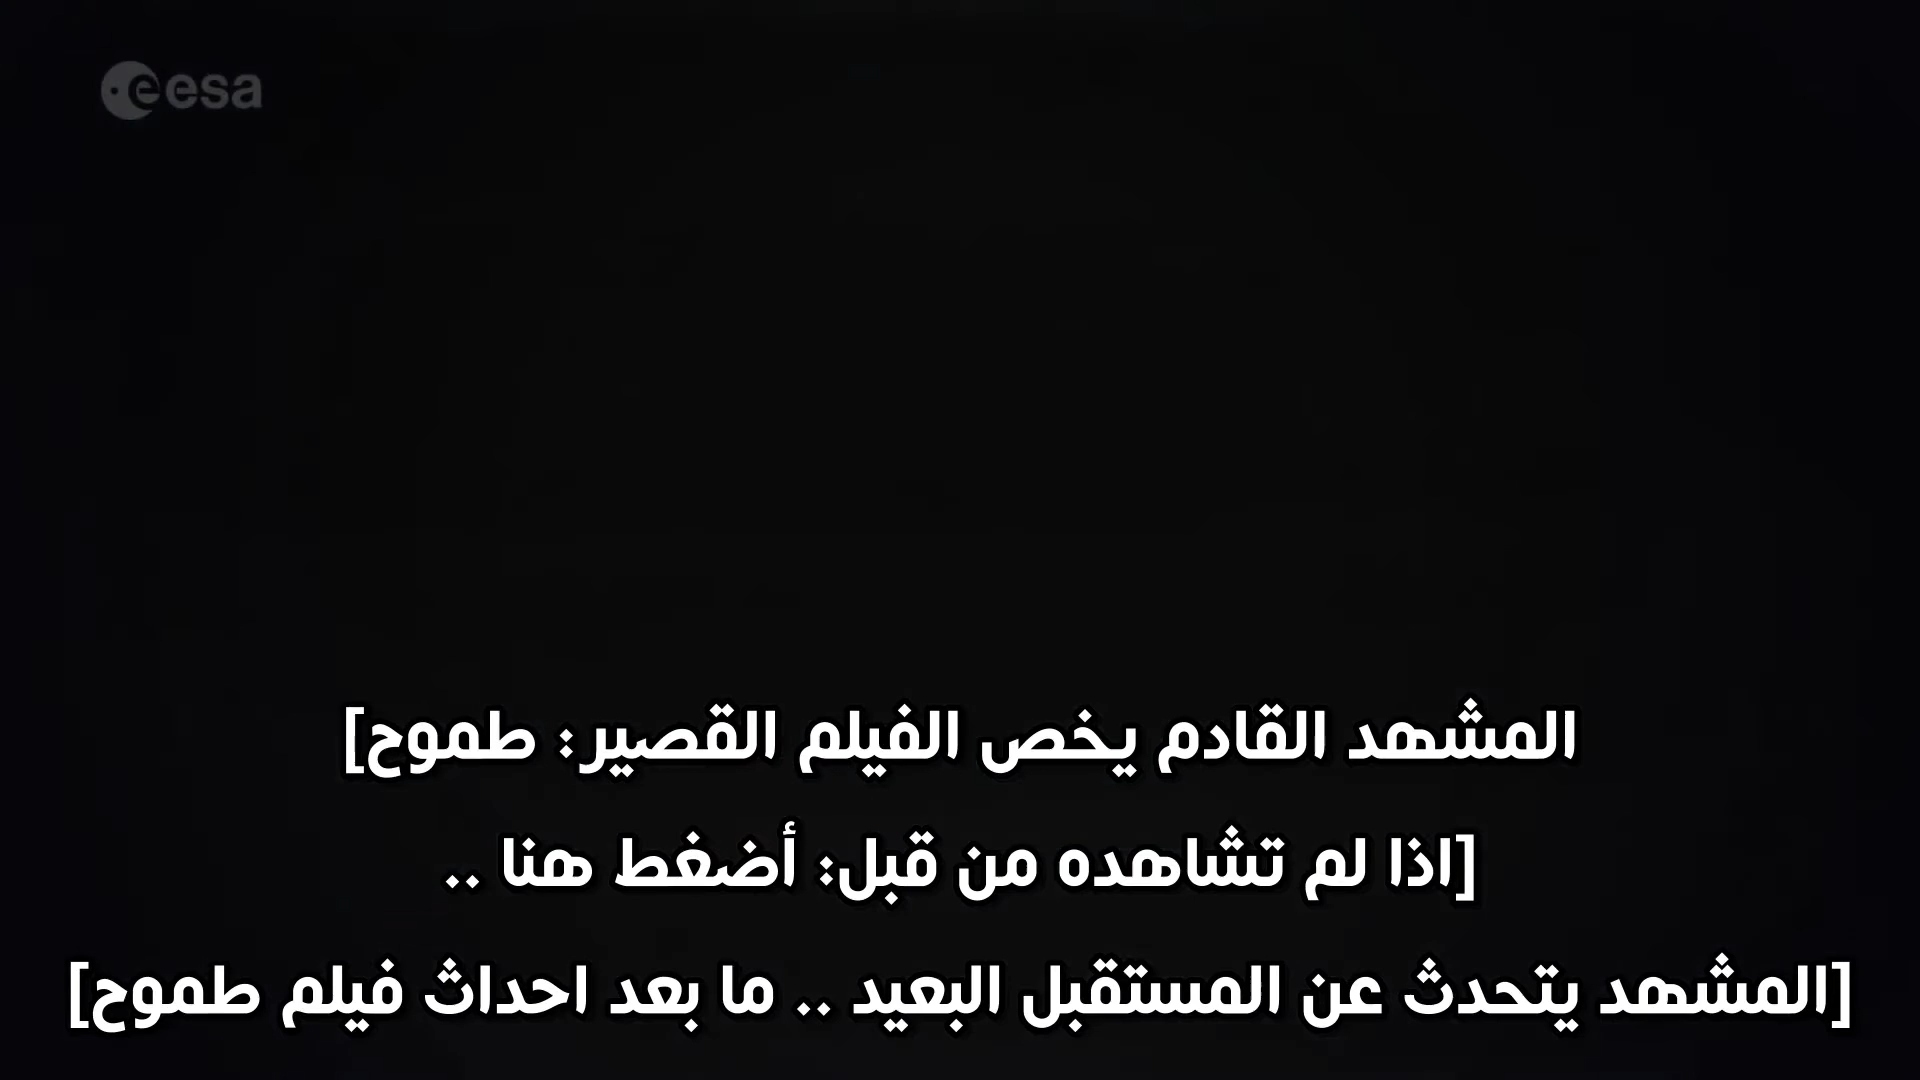 esa
المشهد القادم يخص الفيلم القصير: طموح]
[اذا لم تشاهده من قبل: أضغط هنا ..
[المشهد يتحدث عن المستقبل البعيد .. ما بعد احداث فيلم طموح]